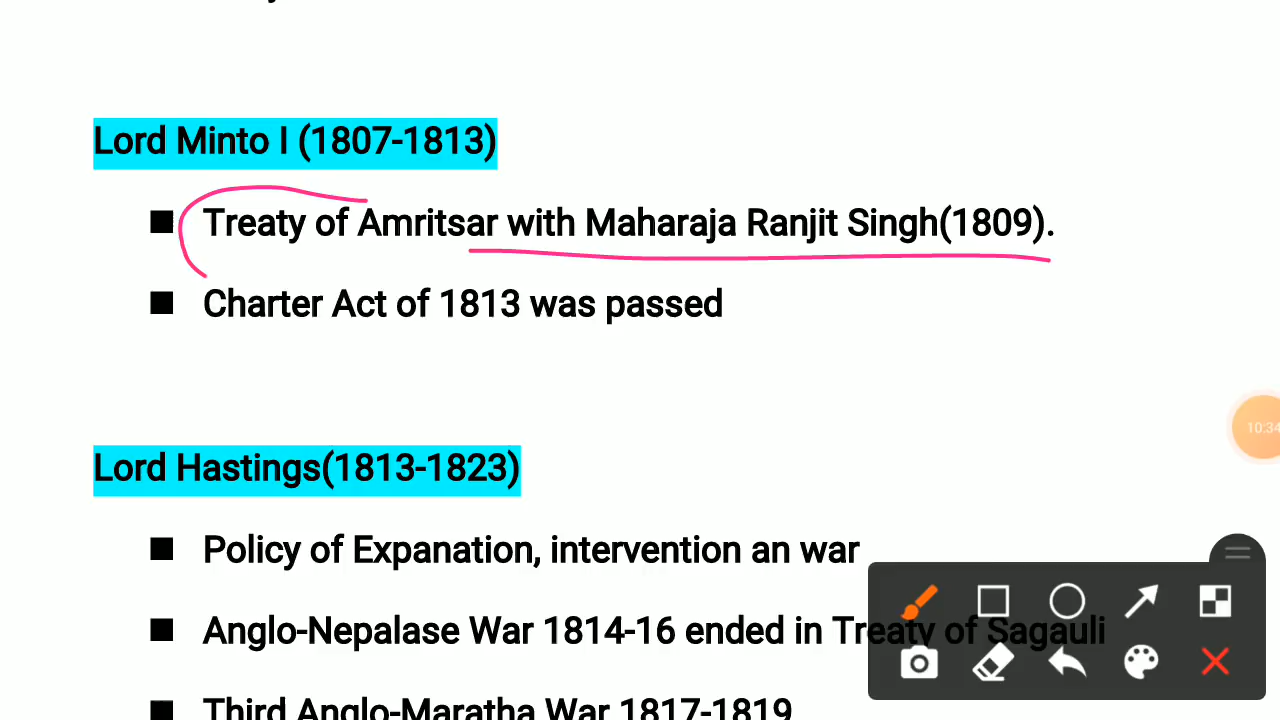 Lord Minto I (1807-1813)
■ Treaty of Amritsar with Maharaja Ranjit Singh(1809).
■ Charter Act of 1813 was passed
10:34
Lord Hastings(1813-1823)
■ Policy of Expanation, intervention an war
■ Anglo-Nepalase War 1814-16 ended in Treaty of Sagauli
■ Third Anglo-Maratha War 1817-1819